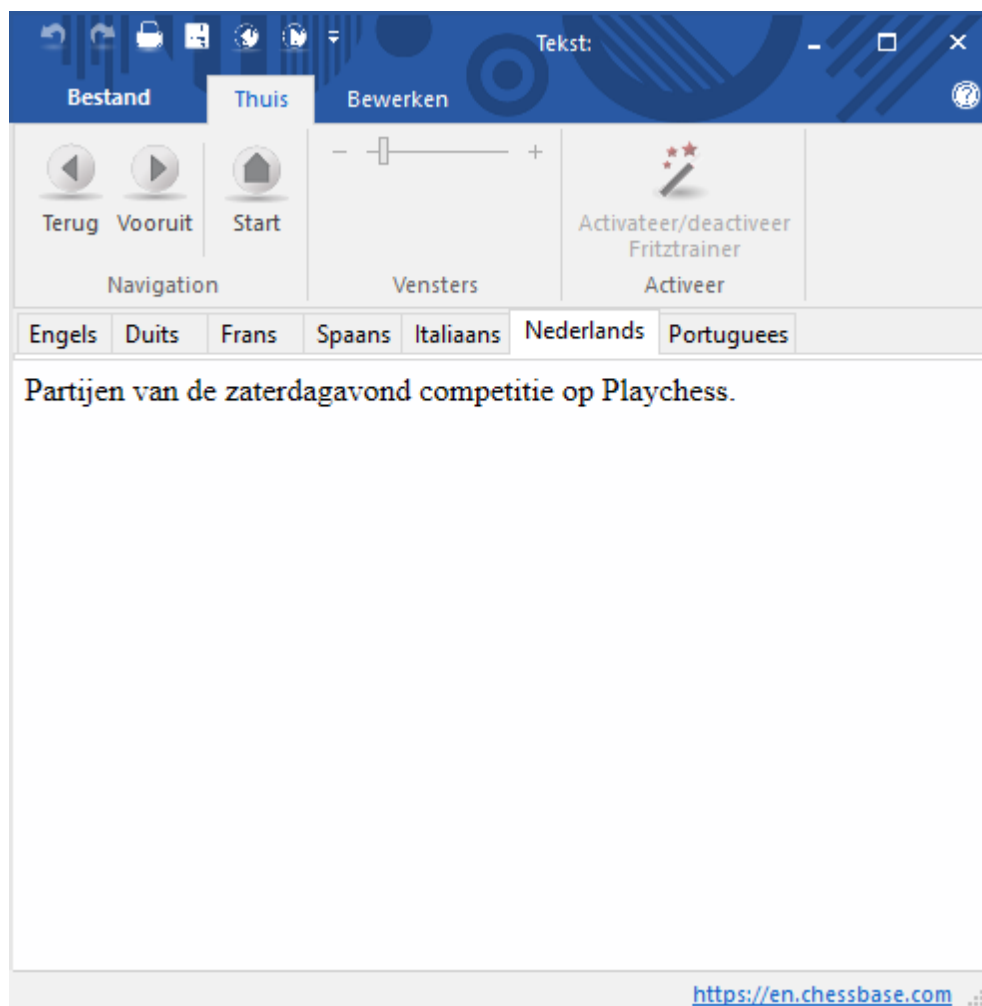 Tekst:
Bestand Thuis Bewerken
Terug Vooruit Start
Activateer/deactiveer
Fritztrainer
Navigation Vensters Activeer
Engels Duits Frans Spaans Italiaans Nederlands Portuguees
Partijen van de zaterdagavond competitie op Playchess.
https://en.chessbase.com